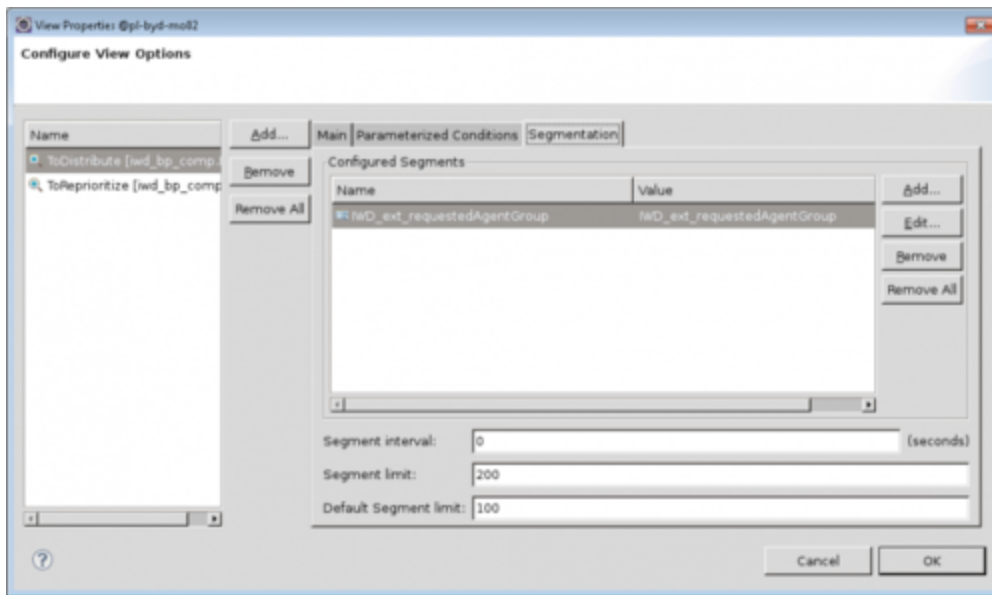 View Properties @pl-byd-mo82
Configure View Options
Name
ToDistribute [iwd_bp_comp.
ToReprioritize [iwd_bp_comp
Add...
Remove
Remove All
Main Parameterized Conditions Segmentation
Configured Segments
Name Value
IWD_ext_requestedAgentGroup IWD_ext_requestedAgentGroup
Add...
Edit...
Remove
Remove All
Segment interval: 0 (seconds)
Segment limit: 200
Default Segment limit: 100
?
Cancel OK